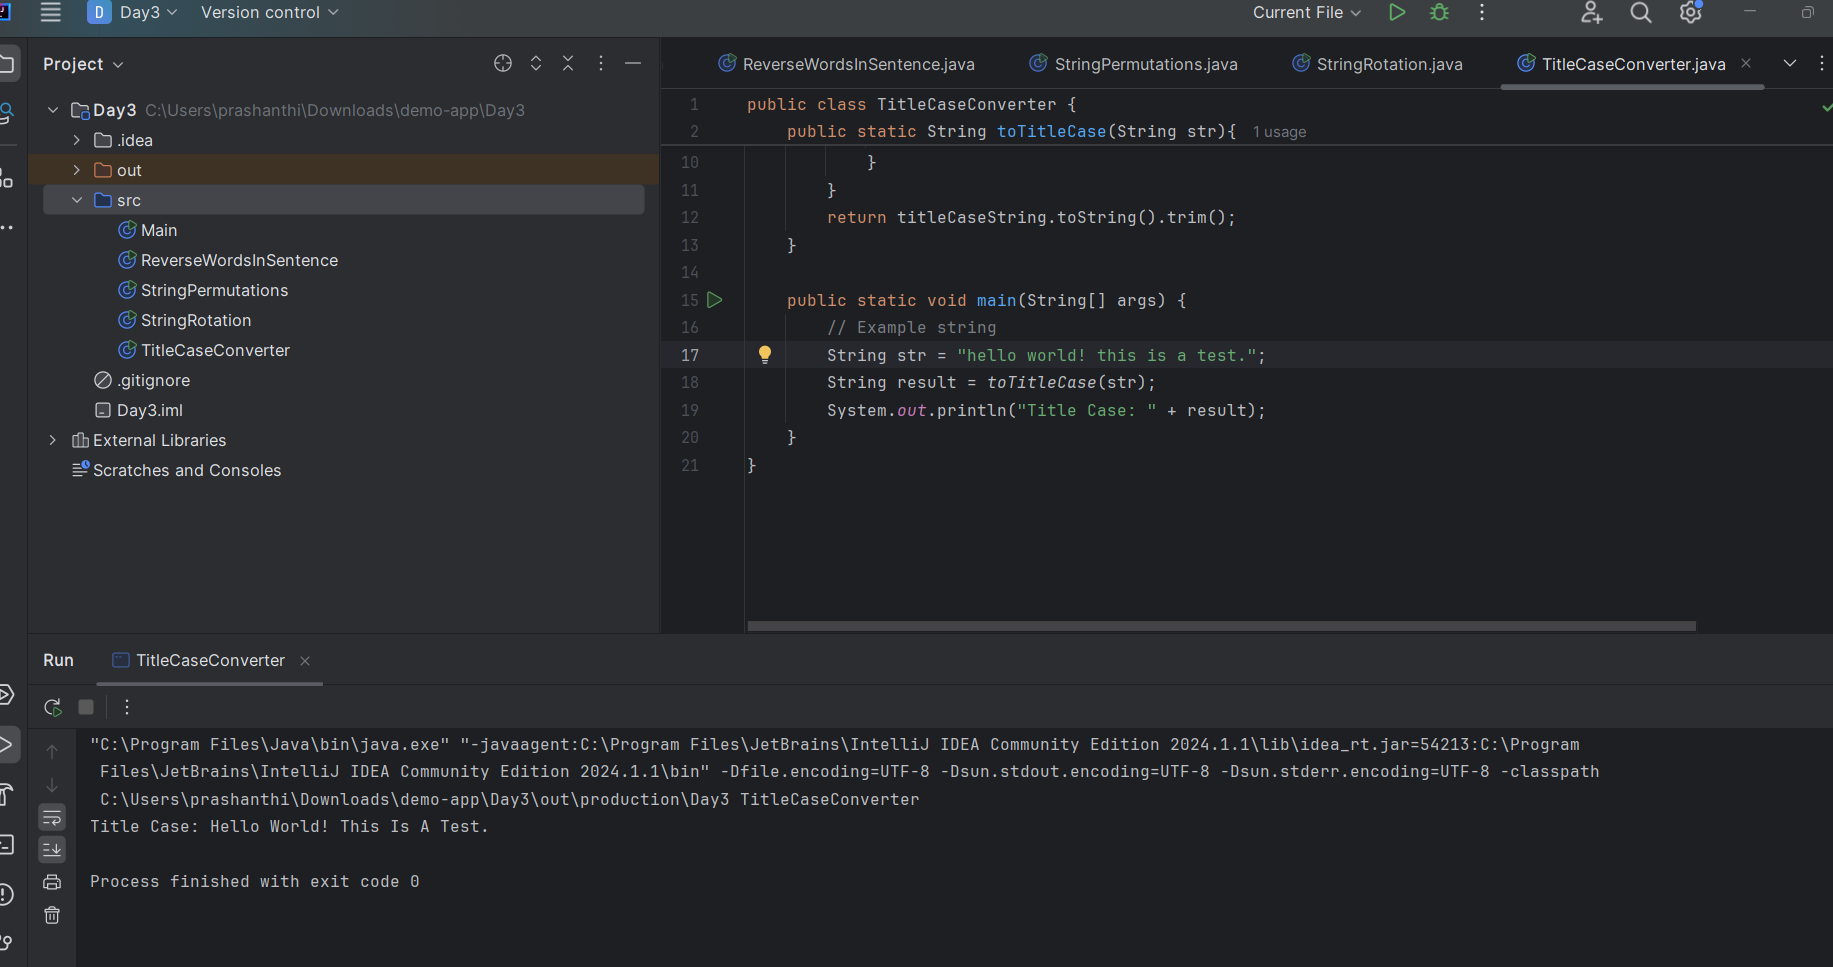 D Day3 Version control Current File
Project
Day3 C:\Users\prashanthi\Downloads\demo-app\Day3
.idea
out
src
Main
ReverseWordsInSentence
StringPermutations
StringRotation
TitleCaseConverter
.gitignore
Day3.iml
External Libraries
Scratches and Consoles
ReverseWordsInSentence.java StringPermutations.java StringRotation.java TitleCaseConverter.java
1 public class TitleCaseConverter {
2 public static String toTitleCase(String str){ 1 usage
10 }
11 }
12 return titleCaseString.toString().trim();
13 }
14
15 public static void main(String[] args) {
16 // Example string
17 String str = "hello world! this is a test.";
18 String result = toTitleCase(str);
19 System.out.println("Title Case: " + result);
20 }
21 }
Run TitleCaseConverter
"C:\Program Files\Java\bin\java.exe" "-javaagent:C:\Program Files\JetBrains\IntelliJ IDEA Community Edition 2024.1.1\lib\idea_rt.jar=54213:C:\Program
Files\JetBrains\IntelliJ IDEA Community Edition 2024.1.1\bin" -Dfile.encoding=UTF-8 -Dsun.stdout.encoding=UTF-8 -Dsun.stderr.encoding=UTF-8 -classpath
C:\Users\prashanthi\Downloads\demo-app\Day3\out\production\Day3 TitleCaseConverter
Title Case: Hello World! This Is A Test.
Process finished with exit code 0